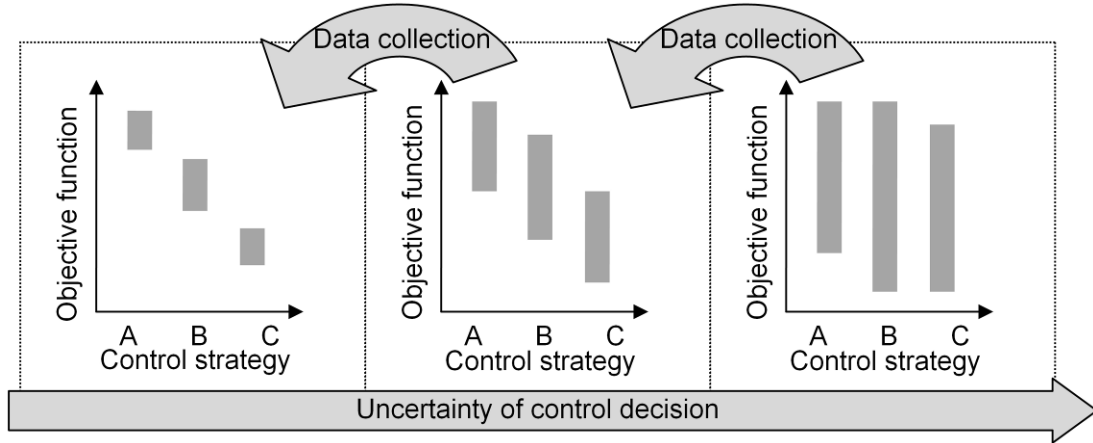 Data collection
Data collection
Objective function
A B C
Control strategy
Objective function
A B C
Control strategy
Objective function
A B C
Control strategy
Uncertainty of control decision